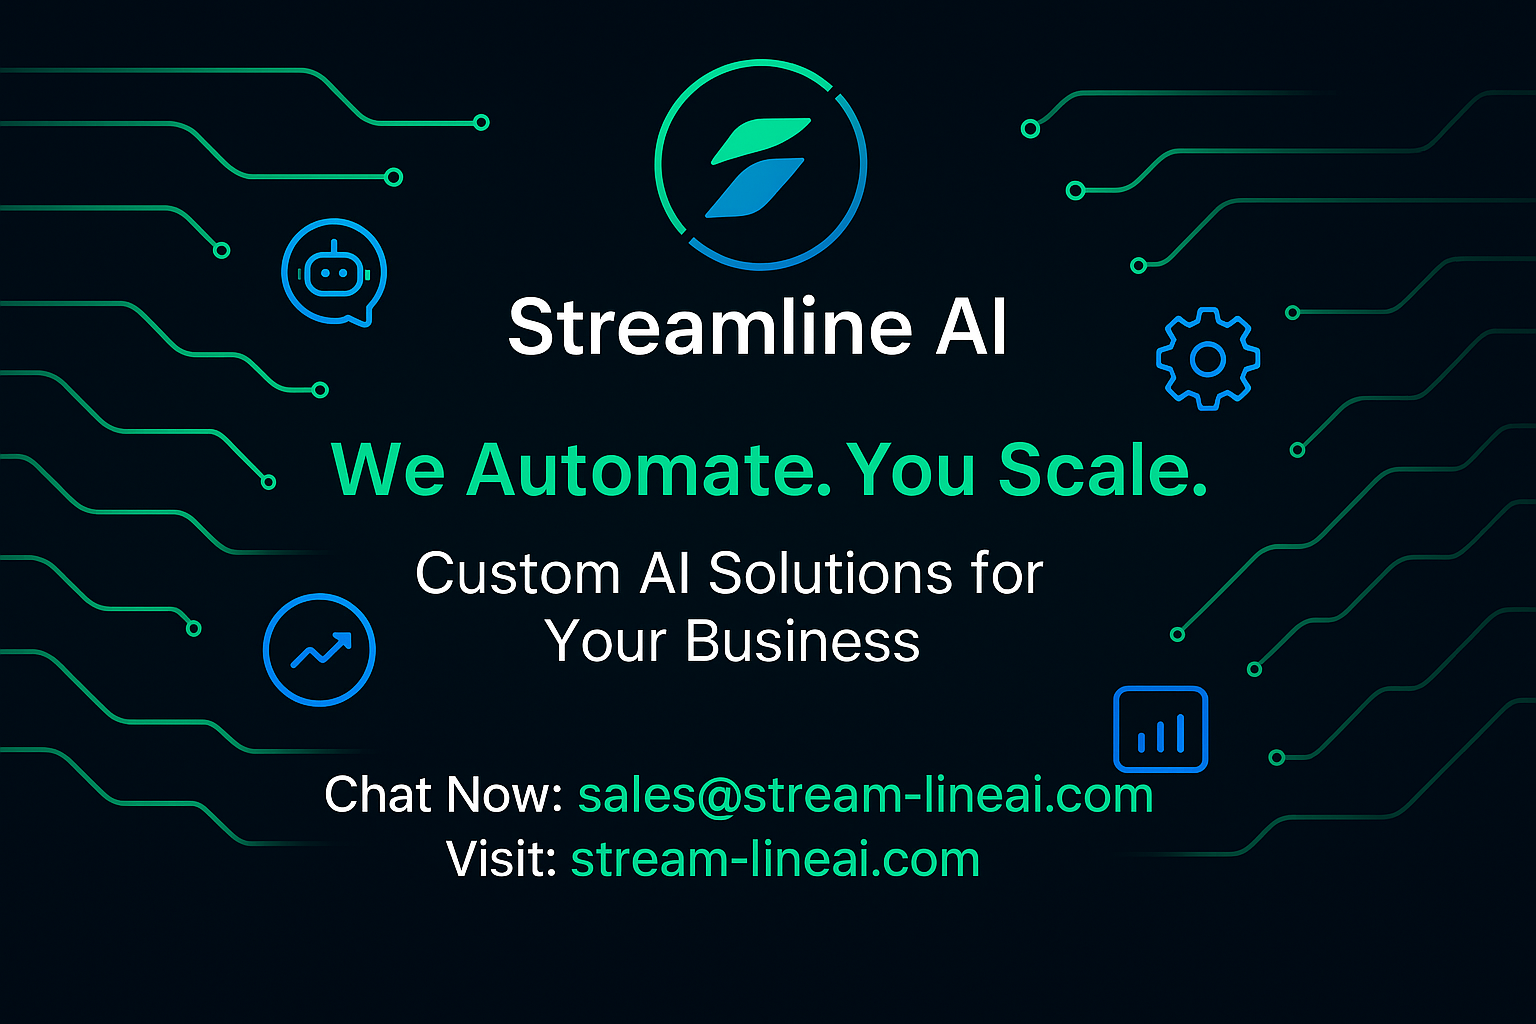 Streamline AI
We Automate. You Scale.
Custom AI Solutions for
Your Business
Chat Now: sales@stream-lineai.com
Visit: stream-lineai.com